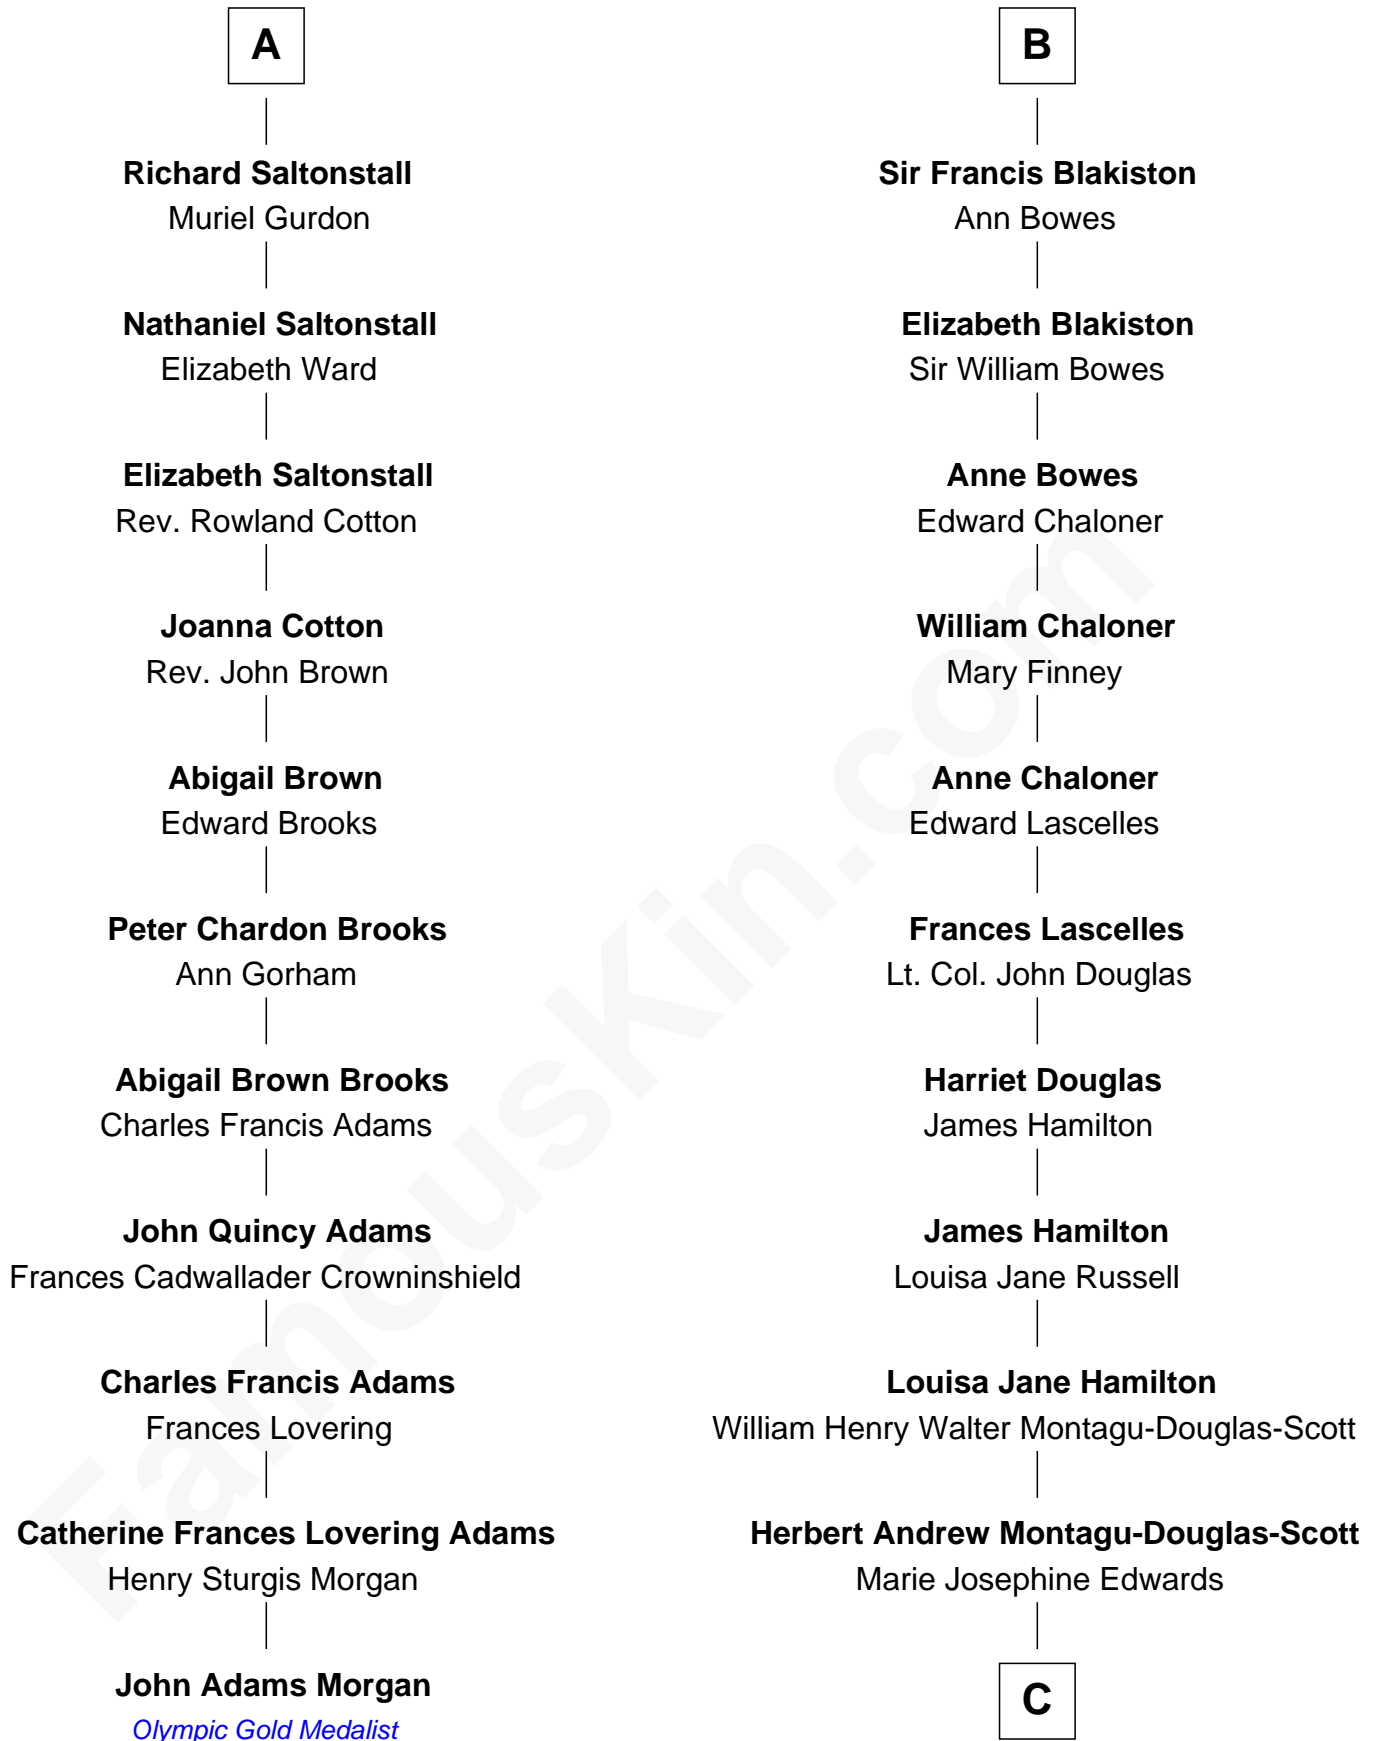 A
Richard Saltonstall
Muriel Gurdon
Nathaniel Saltonstall
Elizabeth Ward
Elizabeth Saltonstall
Rev. Rowland Cotton
Joanna Cotton
Rev. John Brown
Abigail Brown
Edward Brooks
Peter Chardon Brooks
Ann Gorham
Abigail Brown Brooks
Charles Francis Adams
John Quincy Adams
Frances Cadwallader Crowninshield
Charles Francis Adams
Frances Lovering
Catherine Frances Lovering Adams
Henry Sturgis Morgan
John Adams Morgan
Olympic Gold Medalist
B
Sir Francis Blakiston
Ann Bowes
Elizabeth Blakiston
Sir William Bowes
Anne Bowes
Edward Chaloner
William Chaloner
Mary Finney
Anne Chaloner
Edward Lascelles
Frances Lascelles
Lt. Col. John Douglas
Harriet Douglas
James Hamilton
James Hamilton
Louisa Jane Russell
Louisa Jane Hamilton
William Henry Walter Montagu-Douglas-Scott
Herbert Andrew Montagu-Douglas-Scott
Marie Josephine Edwards
C
FamousKin.com